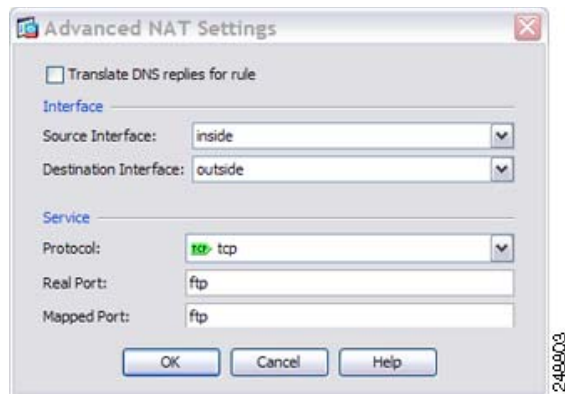 Advanced NAT Settings
Translate DNS replies for rule
Interface
Source Interface: inside
Destination Interface: outside
Service
Protocol: TCP tcp
Real Port: ftp
Mapped Port: ftp
OK Cancel Help
248803